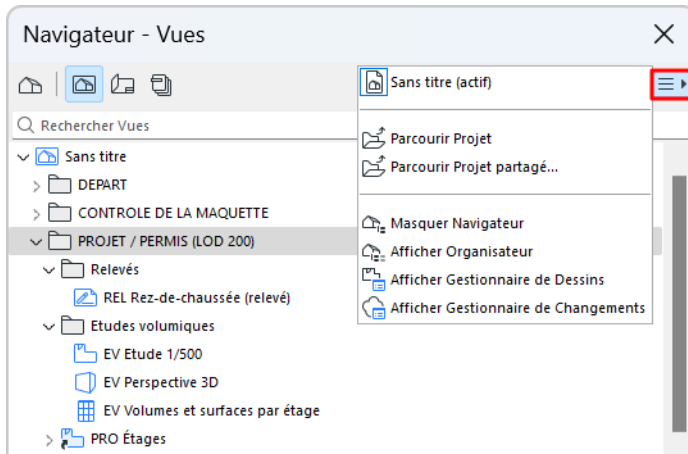 Navigateur - Vues
Sans titre (actif)
Rechercher Vues
Parcourir Projet
Sans titre
Parcourir Projet partagé...
DEPART
CONTROLE DE LA MAQUETTE
Masquer Navigateur
PROJET / PERMIS (LOD 200)
Afficher Organisateur
Relevés
Afficher Gestionnaire de Dessins
REL Rez-de-chaussée (relevé)
Afficher Gestionnaire de Changements
Etudes volumiques
EV Etude 1/500
EV Perspective 3D
EV Volumes et surfaces par étage
PRO Étages